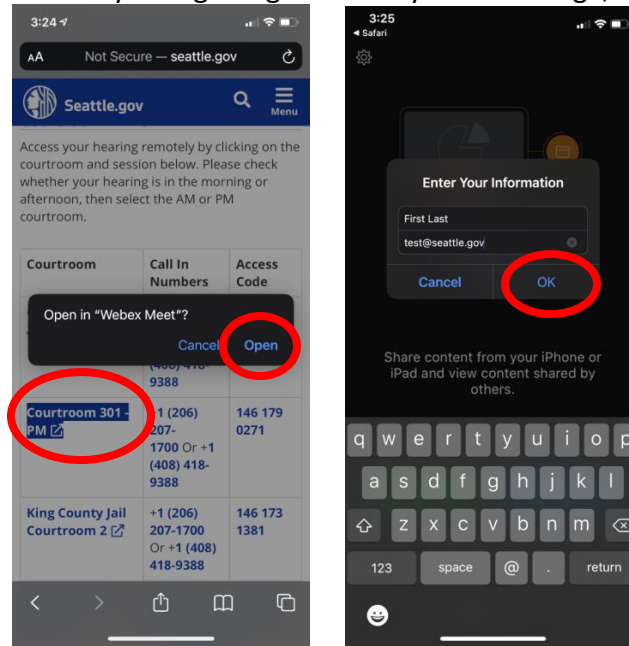 3:24
AA Not Secure — seattle.gov
Seattle.gov
Menu
Access your hearing remotely by clicking on the
courtroom and session below. Please check
whether your hearing is in the morning or
afternoon, then select the AM or PM
courtroom.
Courtroom Call In Numbers Access Code
Open in “Webex Meet”?
Cancel Open
9388
Courtroom 301 -
PM
+1 (206)
207-
1700 Or +1
(408) 418-
9388
146 179
0271
King County Jail
Courtroom 2
+1 (206)
207-1700
Or +1 (408)
418-9388
146 173
1381
3:25
Safari
Enter Your Information
First Last
test@seattle.gov
Cancel OK
Share content from your iPhone or
iPad and view content shared by
others.
q w e r t y u i o p
a s d f g h j k l
z x c v b n m
123 space @ . return